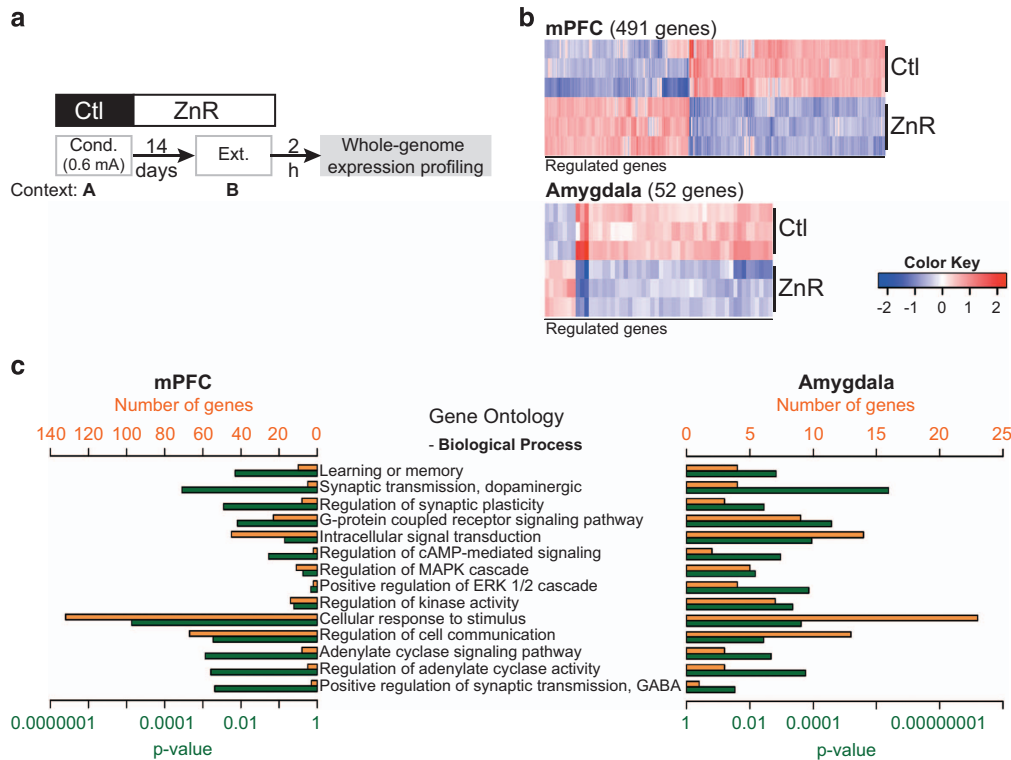 a
Ctl ZnR
Cond.
(0.6 mA)
14
days
Ext.
2
h
Whole-genome
expression profiling
Context: A B
b
mPFC (491 genes)
Ctl
ZnR
Regulated genes
Amygdala (52 genes)
Ctl
ZnR
Regulated genes
Color Key
-2 -1 0 1 2
c
mPFC
Number of genes
140 120 100 80 60 40 20 0
Gene Ontology
- Biological Process
Amygdala
Number of genes
0 5 10 15 20 25
Learning or memory
Synaptic transmission, dopaminergic
Regulation of synaptic plasticity
G-protein coupled receptor signaling pathway
Intracellular signal transduction
Regulation of cAMP-mediated signaling
Regulation of MAPK cascade
Positive regulation of ERK 1/2 cascade
Regulation of kinase activity
Cellular response to stimulus
Regulation of cell communication
Adenylate cyclase signaling pathway
Regulation of adenylate cyclase activity
Positive regulation of synaptic transmission, GABA
0.0000001 0.0001 0.01 1
p-value
1 0.01 0.0001 0.00000001
p-value